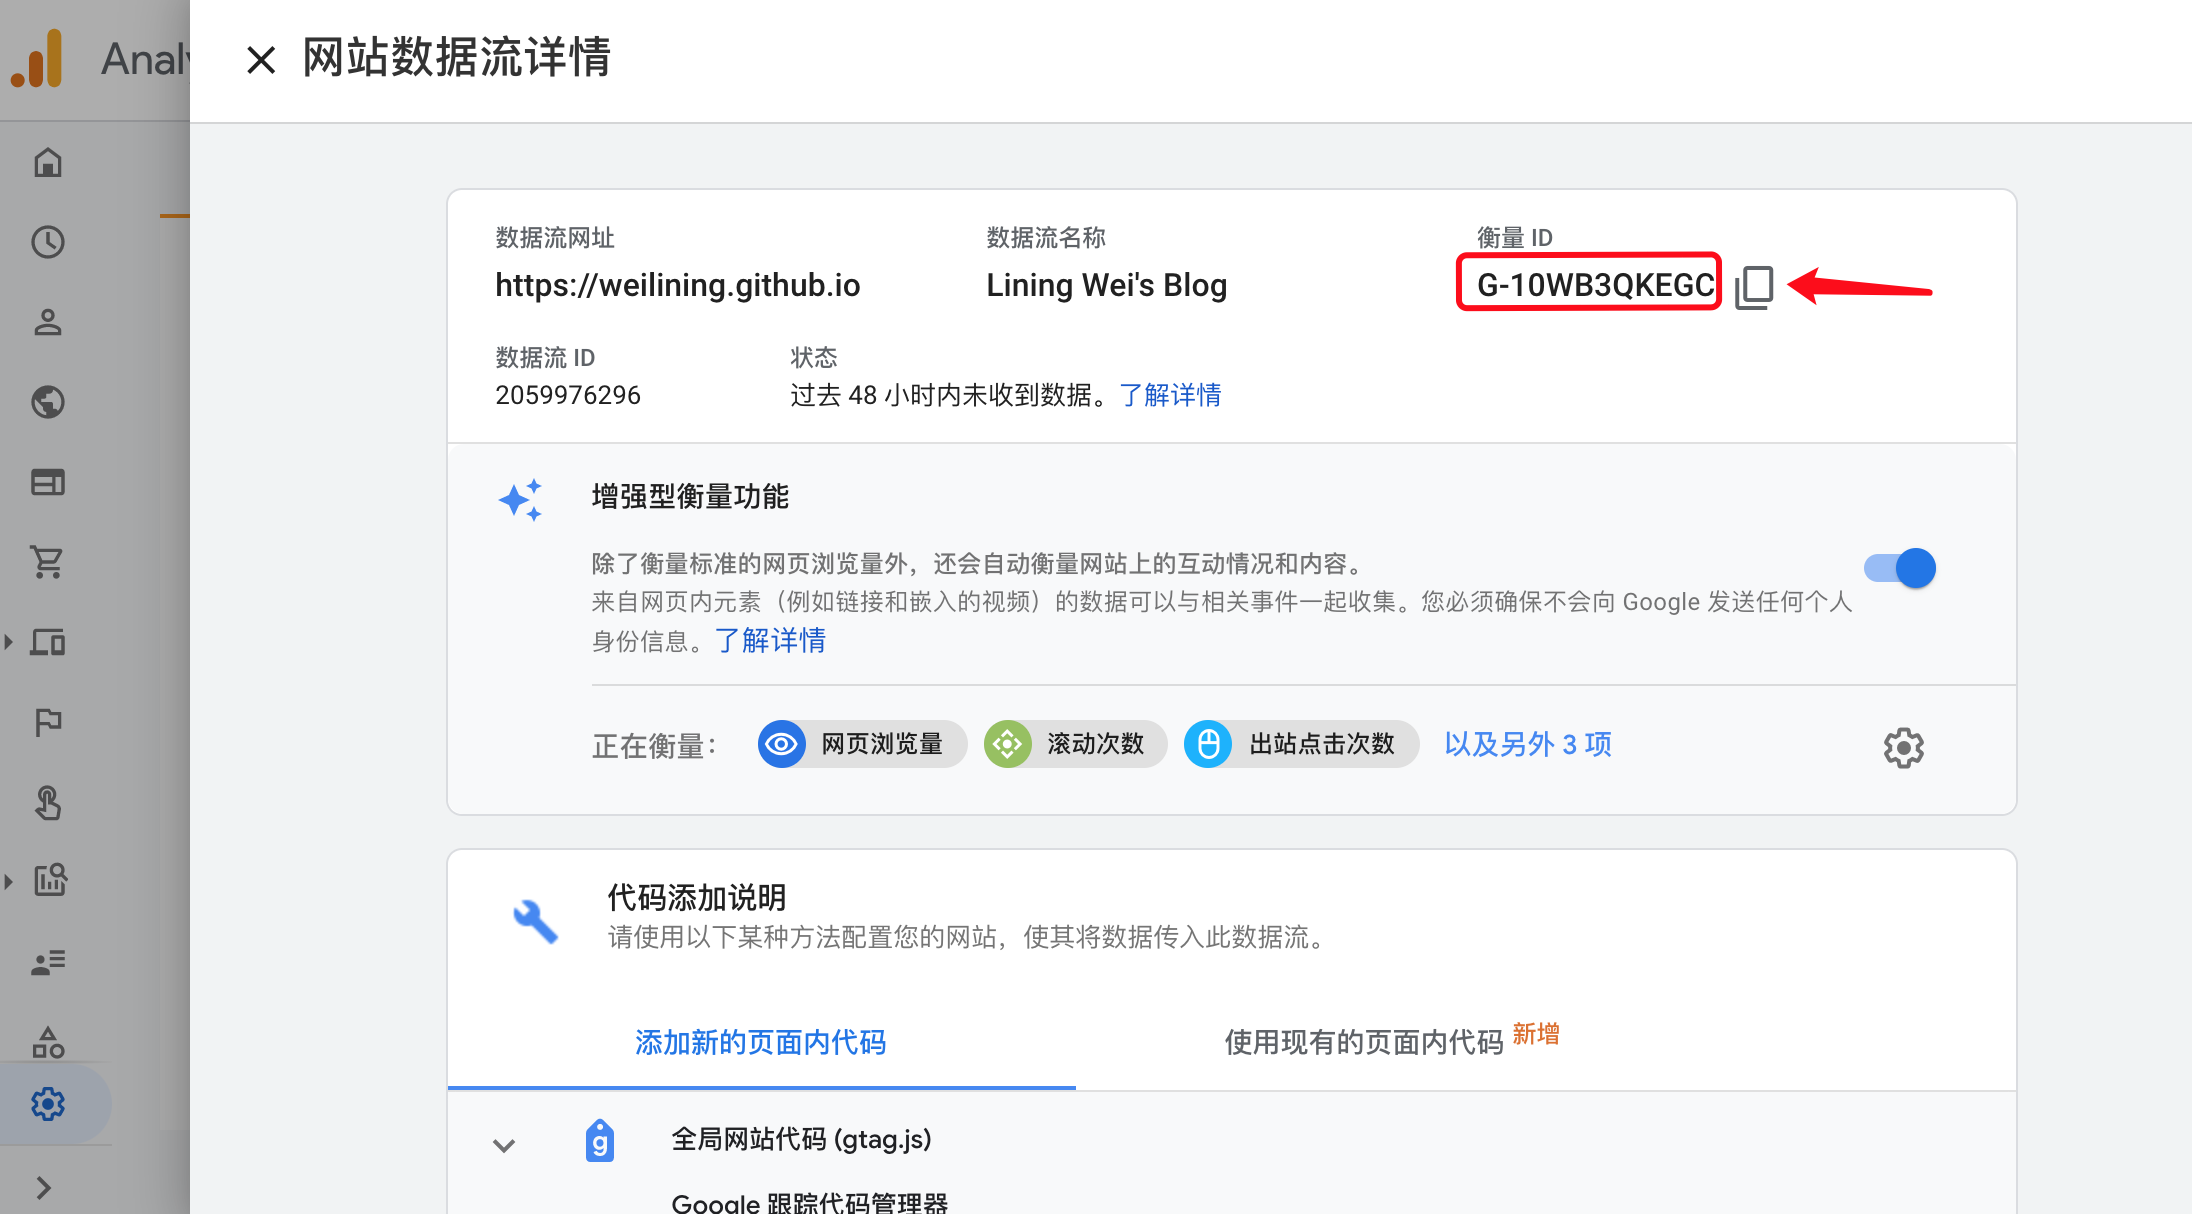 Analy
网站数据流详情
数据流网址
数据流名称
衡量 ID
https://weilining.github.io
Lining Wei's Blog
G-10WB3QKEGC
数据流 ID
状态
2059976296
过去 48 小时内未收到数据。了解详情
增强型衡量功能
除了衡量标准的网页浏览量外，还会自动衡量网站上的互动情况和内容。
来自网页内元素（例如链接和嵌入的视频）的数据可以与相关事件一起收集。您必须确保不会向 Google 发送任何个人
身份信息。了解详情
正在衡量：
网页浏览量
滚动次数
出站点击次数
以及另外 3 项
代码添加说明
请使用以下某种方法配置您的网站，使其将数据传入此数据流。
添加新的页面内代码
使用现有的页面内代码 新增
g
全局网站代码 (gtag.js)
Google 跟踪代码管理器